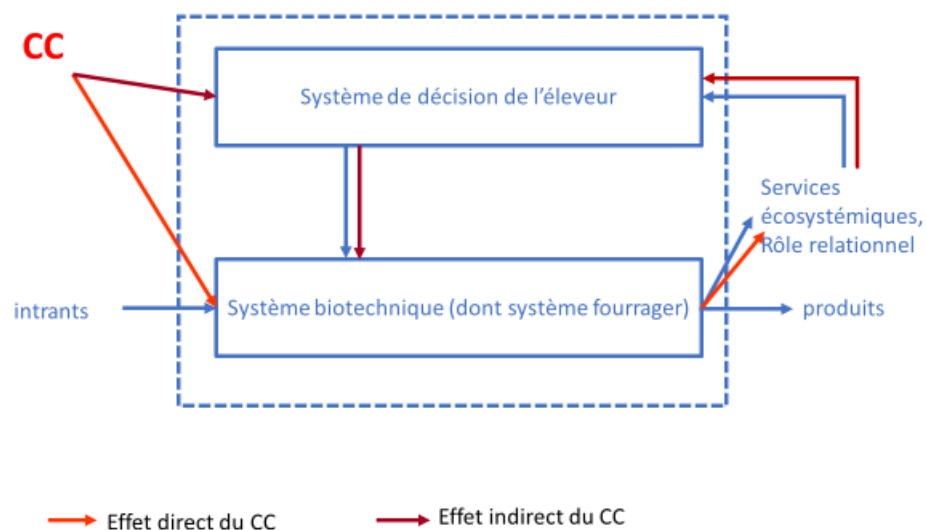 CC
Système de décision de l’éleveur
Services
écosystémiques,
Rôle relationnel
intrants
Système biotechnique (dont système fourrager)
produits
Effet direct du CC
Effet indirect du CC